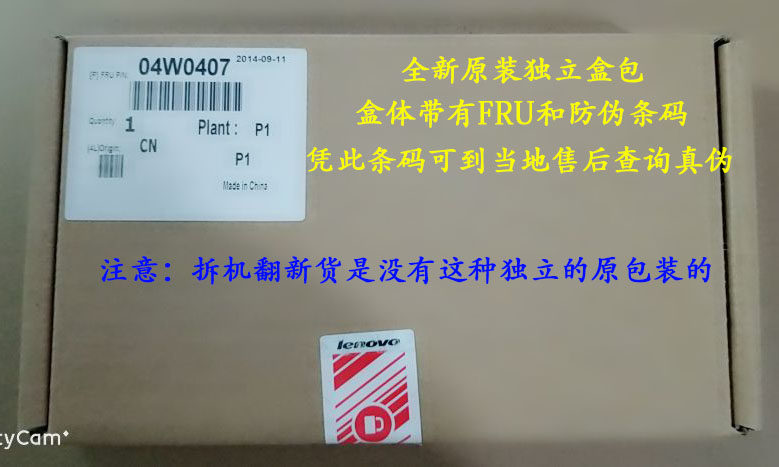 [P] FRU P/N: 04W0407 2014-09-11
Quantity: 1 Plant : P1
[4L]Origin: CN
P1
Made in China
全新原装独立盒包
盒体带有FRU和防伪条码
凭此条码可到当地售后查询真伪
注意：拆机翻新货是没有这种独立的原包装的
lenovo
tyCam